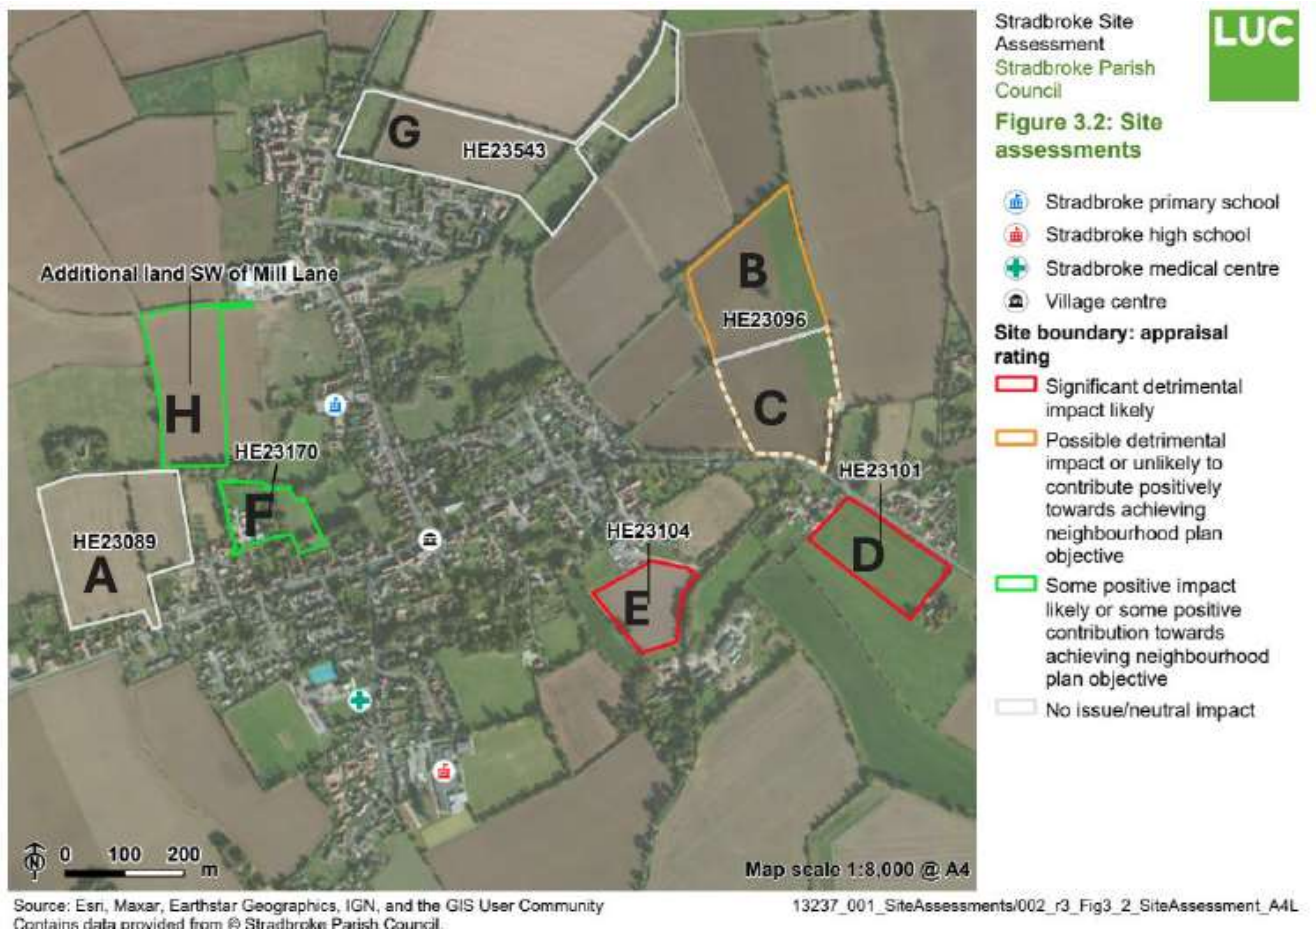 Stradbroke Site
Assessment
Stradbroke Parish
Council
LUC
Figure 3.2: Site
assessments
Stradbroke primary school
Stradbroke high school
Stradbroke medical centre
Village centre
Site boundary: appraisal
rating
Significant detrimental
impact likely
Possible detrimental
impact or unlikely to
contribute positively
towards achieving
neighbourhood plan
objective
Some positive impact
likely or some positive
contribution towards
achieving neighbourhood
plan objective
No issue/neutral impact
G
HE23543
Additional land SW of Mill Lane
B
HE23096
H
C
HE23170
HE23101
F
HE23089
HE23104
A
D
E
N
0 100 200
m
Map scale 1:8,000 @ A4
Source: Esri, Maxar, Earthstar Geographics, IGN, and the GIS User Community
Contains data provided from © Stradbroke Parish Council.
13237_001_SiteAssessments/002_r3_Fig3_2_SiteAssessment_A4L